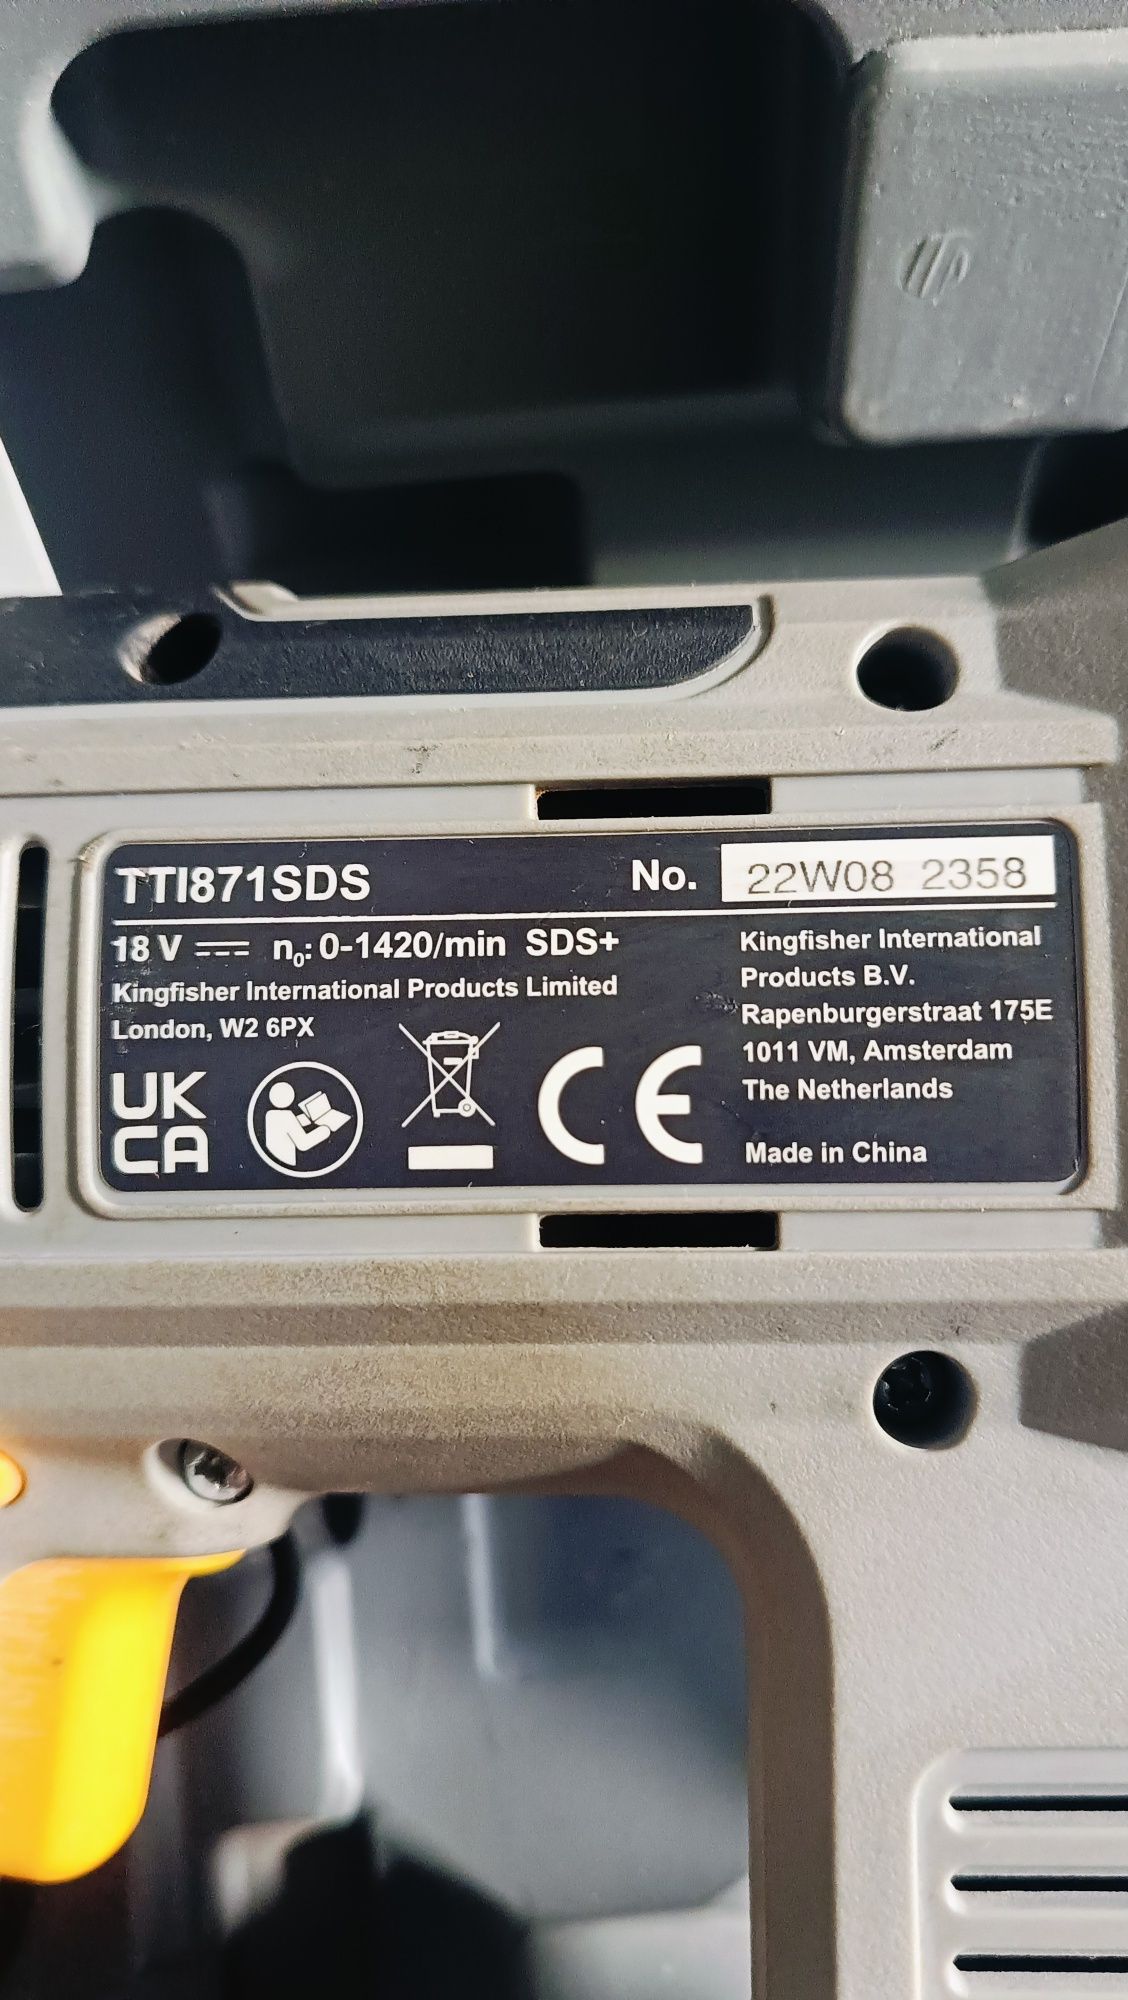 TTI871SDS
No. 22W08 2358
18 V ⎓ n0: 0-1420/min SDS+
Kingfisher International Products Limited
London, W2 6PX
UK
CA
CE
Kingfisher International
Products B.V.
Rapenburgerstraat 175E
1011 VM, Amsterdam
The Netherlands
Made in China